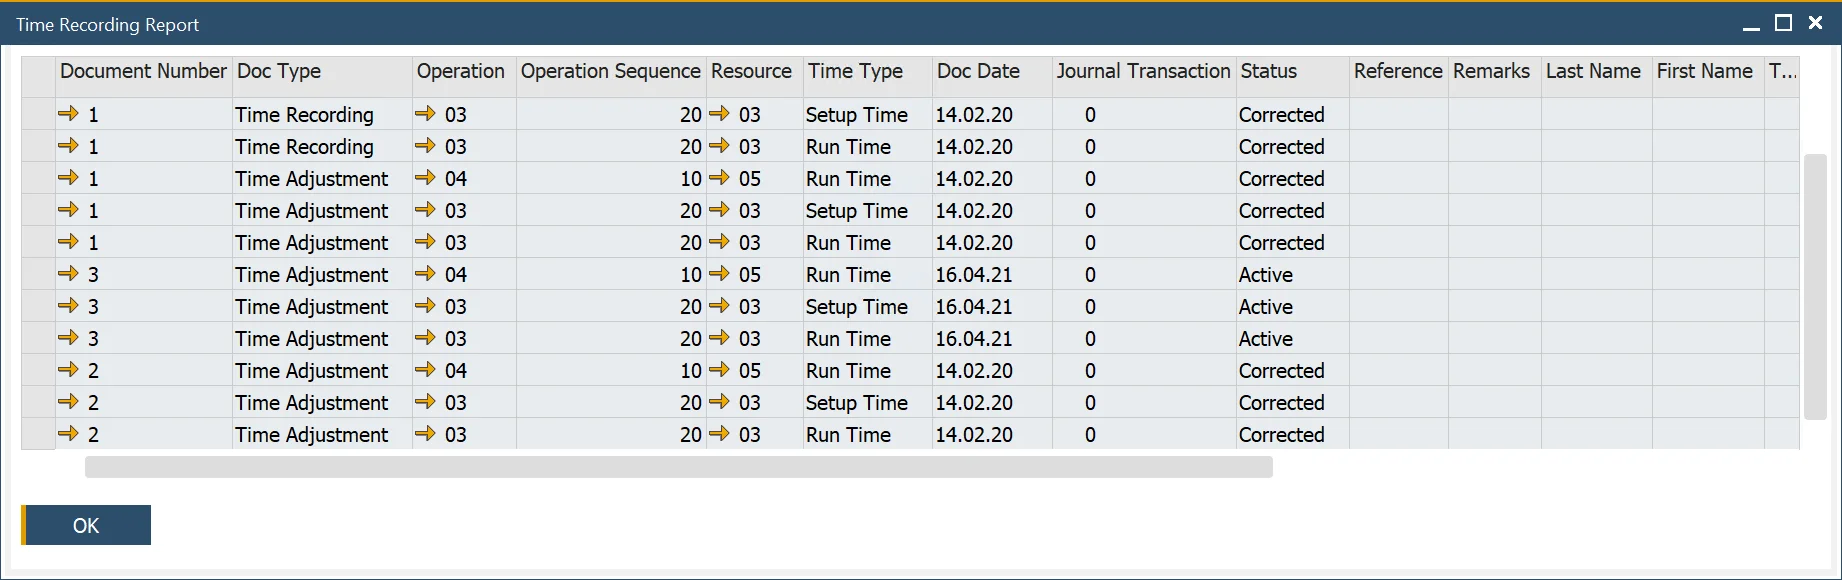 Time Recording Report
Document Number Doc Type Operation Operation Sequence Resource Time Type Doc Date Journal Transaction Status Reference Remarks Last Name First Name T...
1 Time Recording 03 20 03 Setup Time 14.02.20 0 Corrected
1 Time Recording 03 20 03 Run Time 14.02.20 0 Corrected
1 Time Adjustment 04 10 05 Run Time 14.02.20 0 Corrected
1 Time Adjustment 03 20 03 Setup Time 14.02.20 0 Corrected
1 Time Adjustment 03 20 03 Run Time 14.02.20 0 Corrected
3 Time Adjustment 04 10 05 Run Time 16.04.21 0 Active
3 Time Adjustment 03 20 03 Setup Time 16.04.21 0 Active
3 Time Adjustment 03 20 03 Run Time 16.04.21 0 Active
2 Time Adjustment 04 10 05 Run Time 14.02.20 0 Corrected
2 Time Adjustment 03 20 03 Setup Time 14.02.20 0 Corrected
2 Time Adjustment 03 20 03 Run Time 14.02.20 0 Corrected
OK